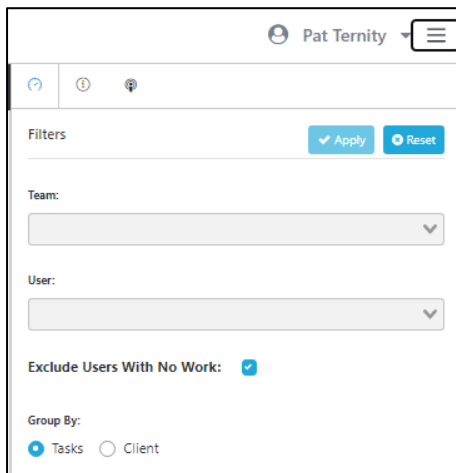 Pat Ternity
Filters
Apply
Reset
Team:
User:
Exclude Users With No Work:
Group By:
Tasks Client